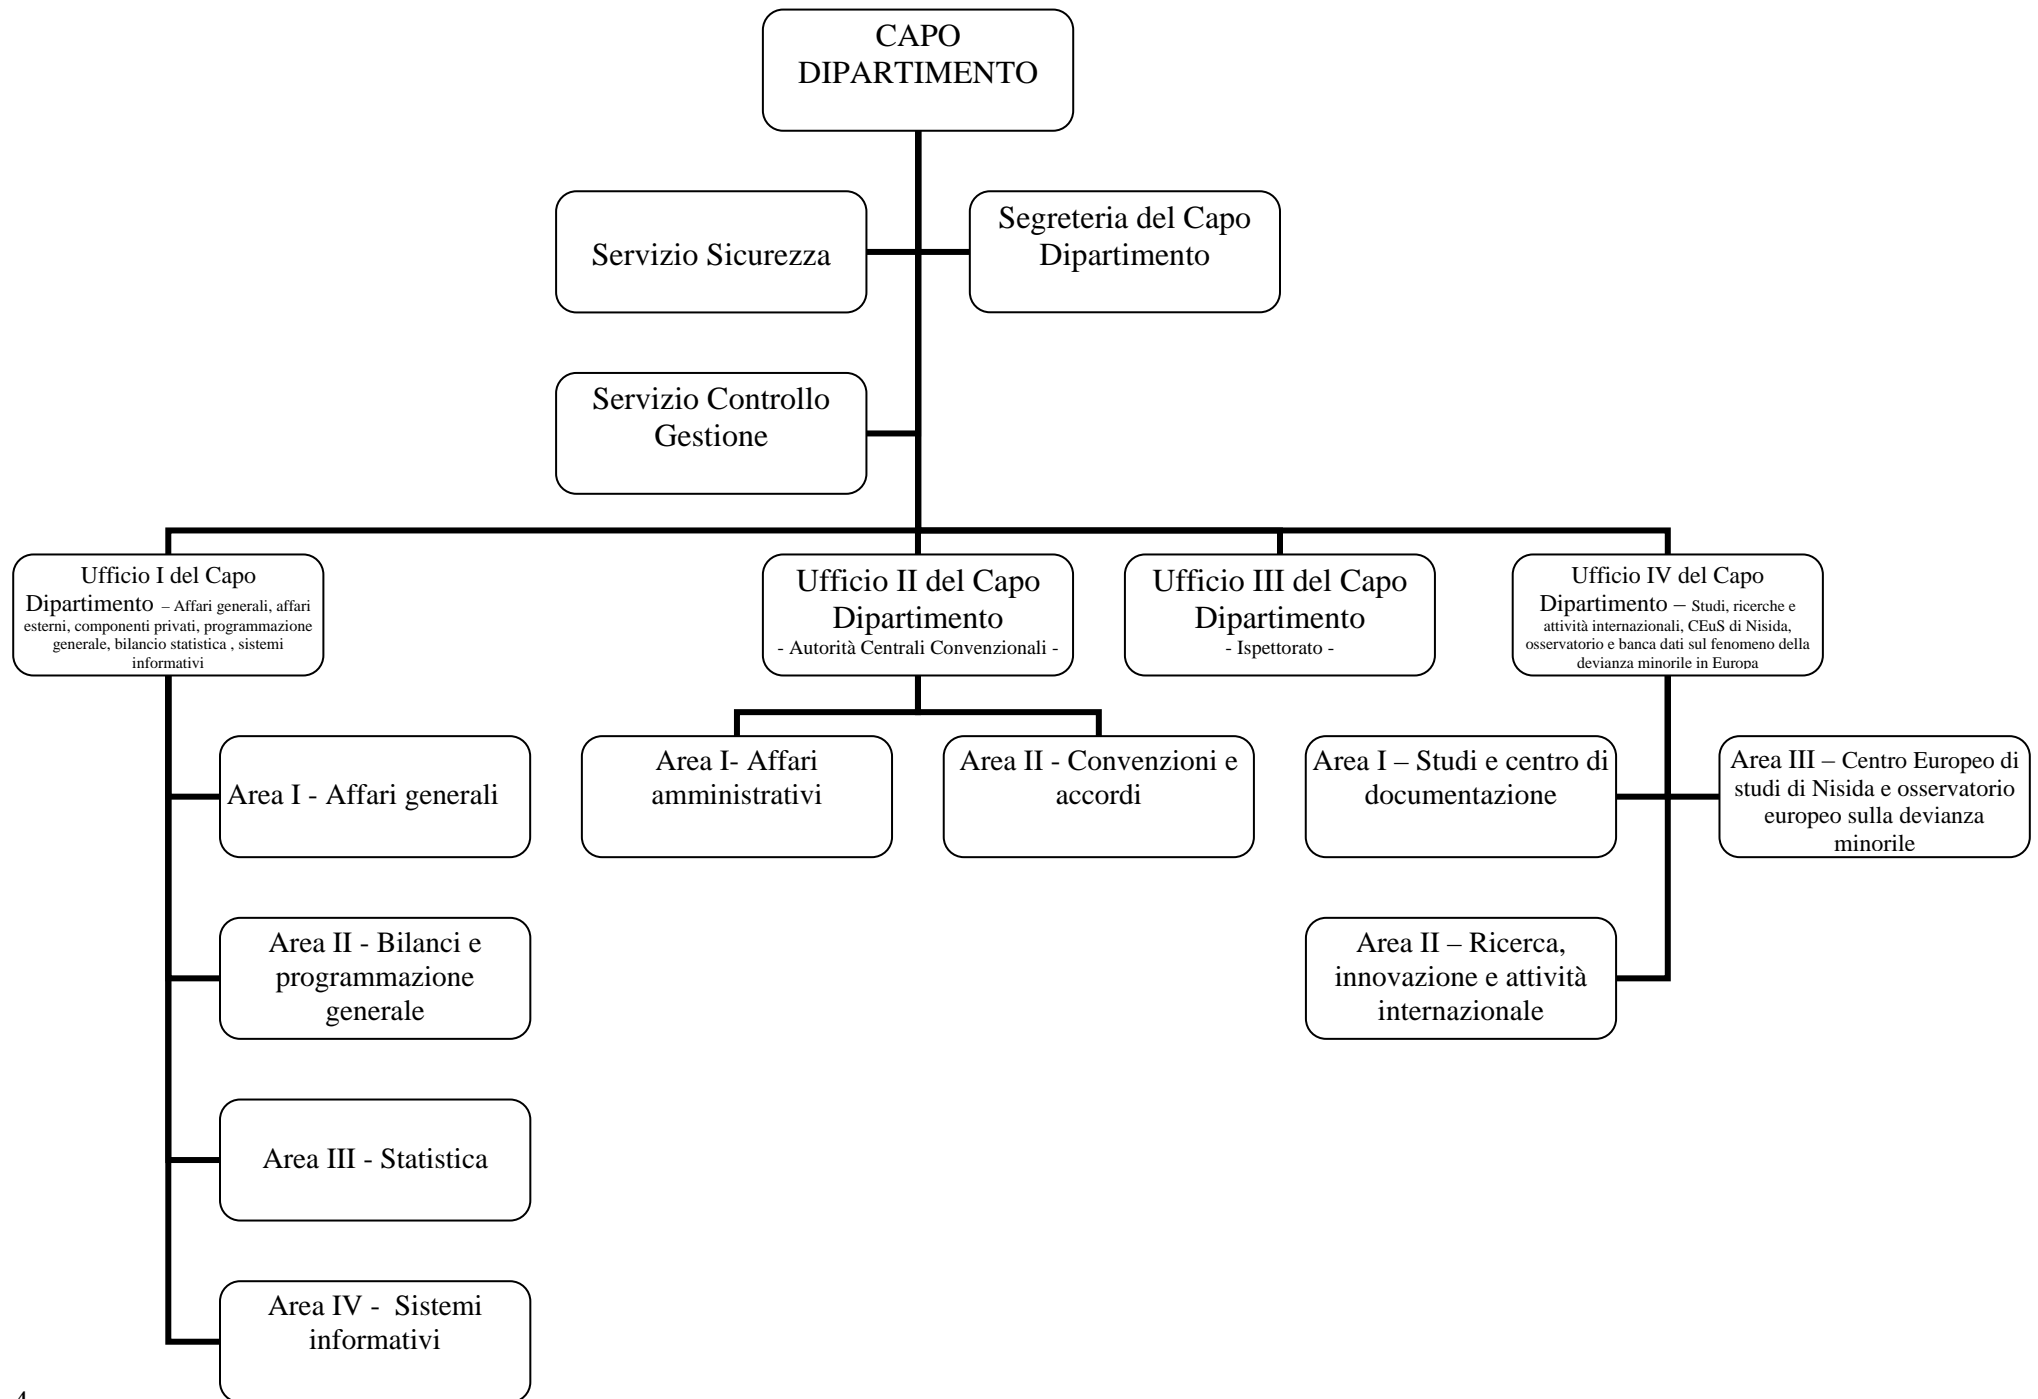 CAPO
DIPARTIMENTO
Servizio Sicurezza
Segreteria del Capo
Dipartimento
Servizio Controllo
Gestione
Ufficio I del Capo
Dipartimento – Affari generali, affari
esterni, componenti privati, programmazione
generale, bilancio statistica , sistemi
informativi
Ufficio II del Capo
Dipartimento
- Autorità Centrali Convenzionali -
Ufficio III del Capo
Dipartimento
- Ispettorato -
Ufficio IV del Capo
Dipartimento – Studi, ricerche e
attività internazionali, CEuS di Nisida,
osservatorio e banca dati sul fenomeno della
devianza minorile in Europa
Area I - Affari generali
Area I- Affari
amministrativi
Area II - Convenzioni e
accordi
Area I – Studi e centro di
documentazione
Area III – Centro Europeo di
studi di Nisida e osservatorio
europeo sulla devianza
minorile
Area II - Bilanci e
programmazione
generale
Area II – Ricerca,
innovazione e attività
internazionale
Area III - Statistica
Area IV - Sistemi
informativi
4